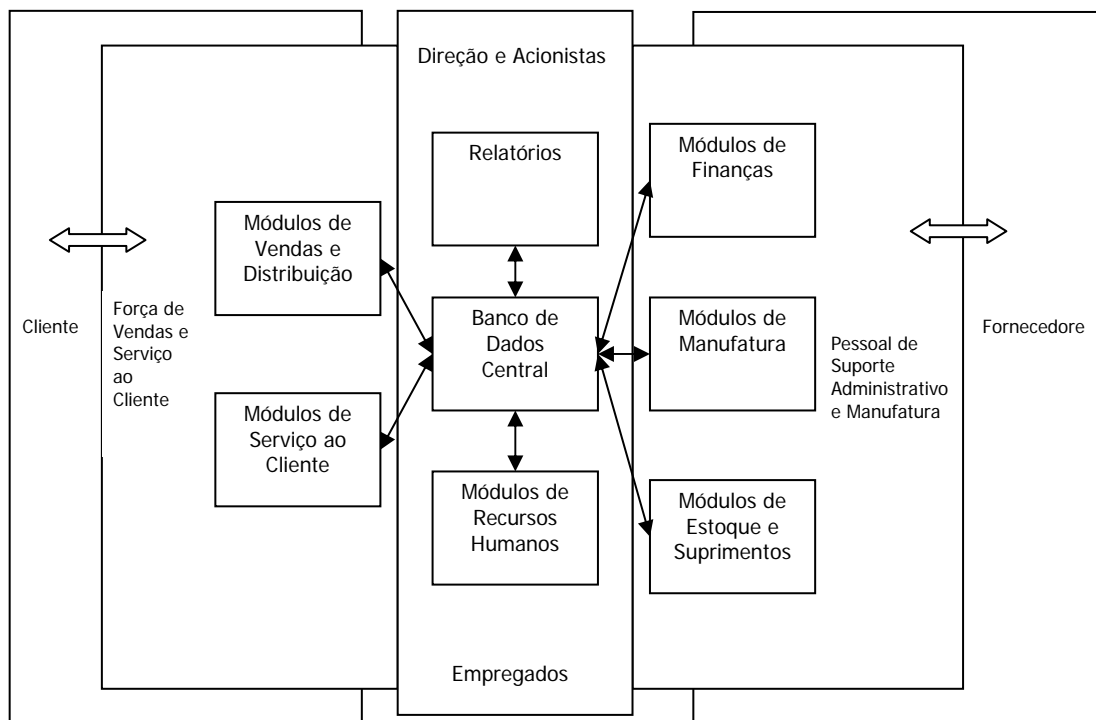 Direção e Acionistas
Relatórios
Módulos de
Finanças
Módulos de
Vendas e
Distribuição
Cliente
Força de
Vendas e
Serviço
ao
Cliente
Banco de
Dados
Central
Módulos de
Manufatura
Pessoal de
Suporte
Administrativo
e Manufatura
Fornecedore
Módulos de
Serviço ao
Cliente
Módulos de
Recursos
Humanos
Módulos de
Estoque e
Suprimentos
Empregados